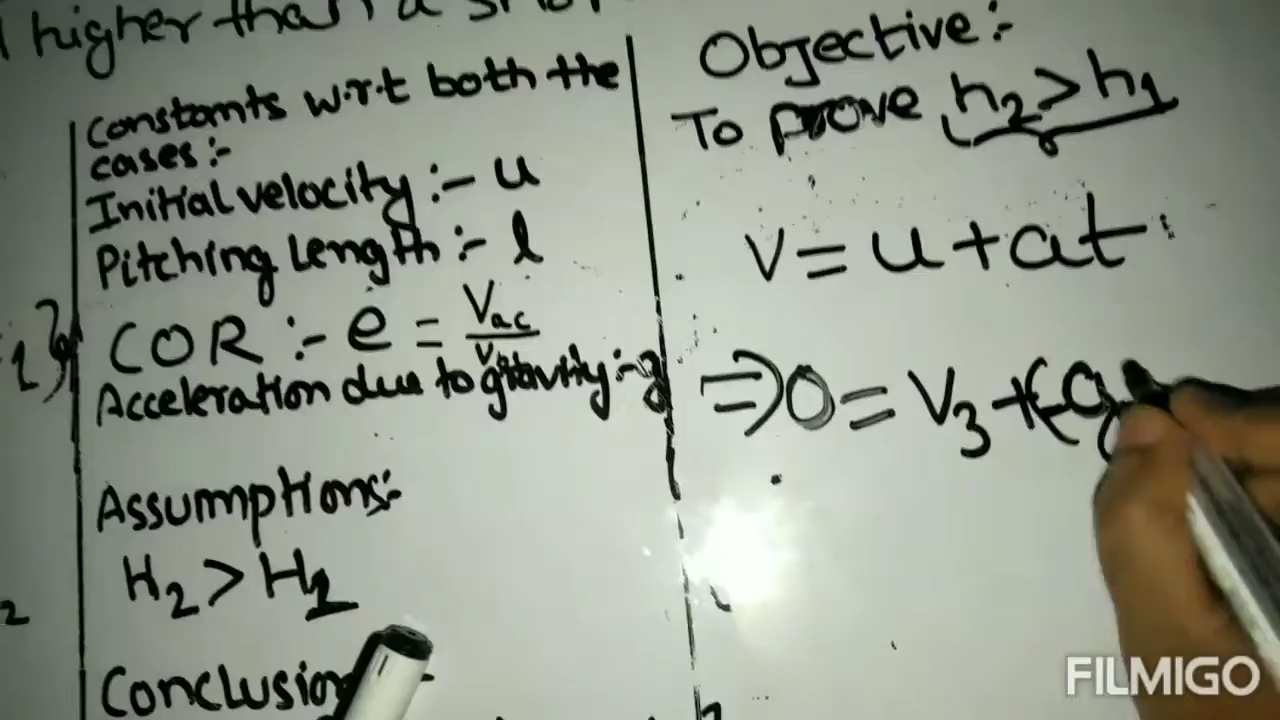 higher than a
Constants w.r.t both the
cases:-
Initial velocity :- u
Pitching Length :- l
COR :- e = Vac
Acceleration due to gravity :- g
Assumptions:-
H2 > H1
Conclusion
Objective:-
To prove h2 > h1
v = u + at
⇒ 0 = V3 + (-g
FILMIGO